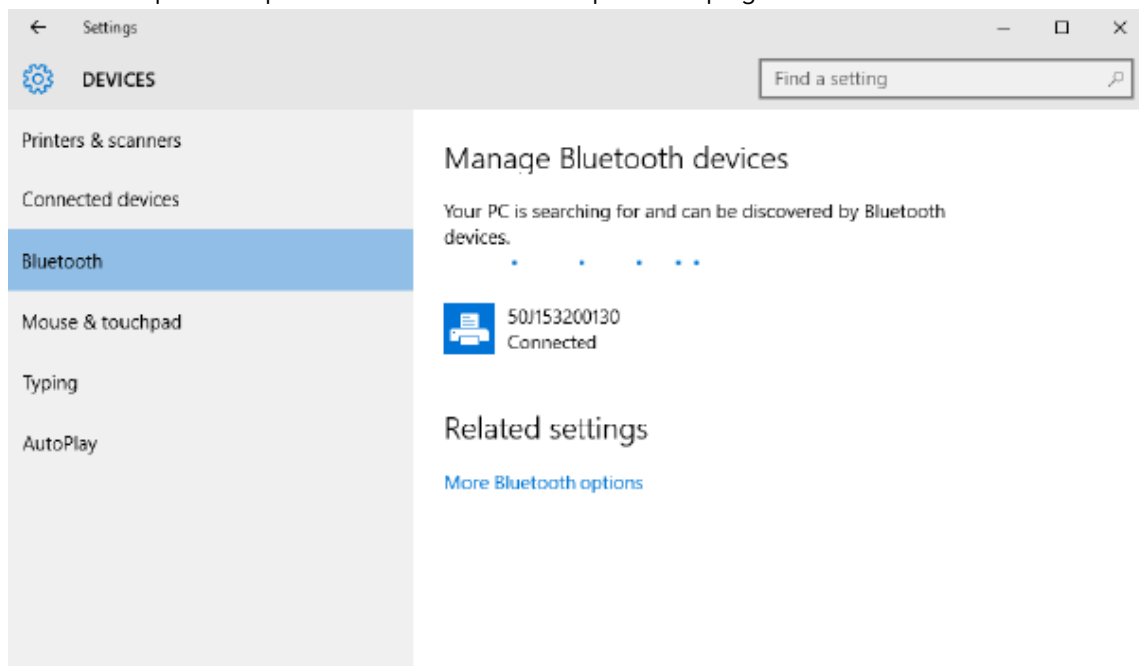 Settings
DEVICES
Find a setting
Printers & scanners
Connected devices
Bluetooth
Mouse & touchpad
Typing
AutoPlay
Manage Bluetooth devices
Your PC is searching for and can be discovered by Bluetooth
devices.
50J153200130
Connected
Related settings
More Bluetooth options